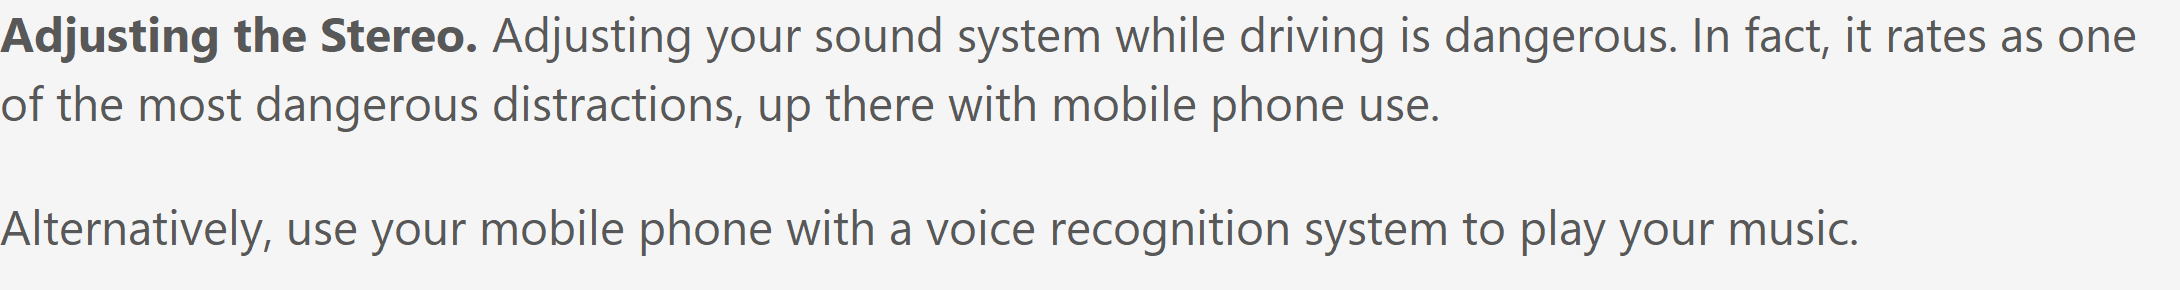 Adjusting the Stereo. Adjusting your sound system while driving is dangerous. In fact, it rates as one
of the most dangerous distractions, up there with mobile phone use.
Alternatively, use your mobile phone with a voice recognition system to play your music.